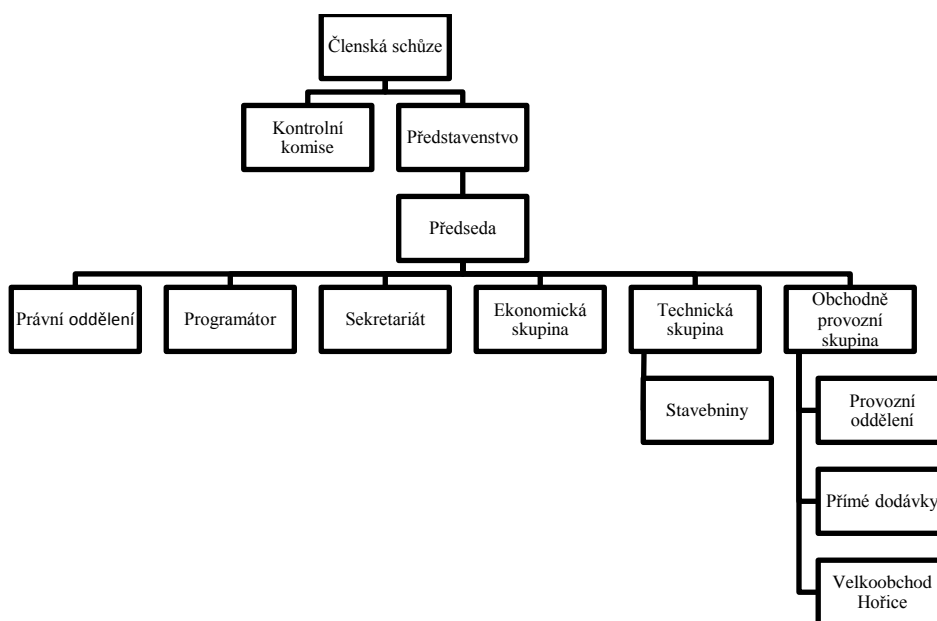 Členská schůze
Kontrolní
komise
Představenstvo
Předseda
Právní oddělení
Programátor
Sekretariát
Ekonomická
skupina
Technická
skupina
Obchodně
provozní
skupina
Stavebniny
Provozní
oddělení
Přímé dodávky
Velkoobchod
Hořice